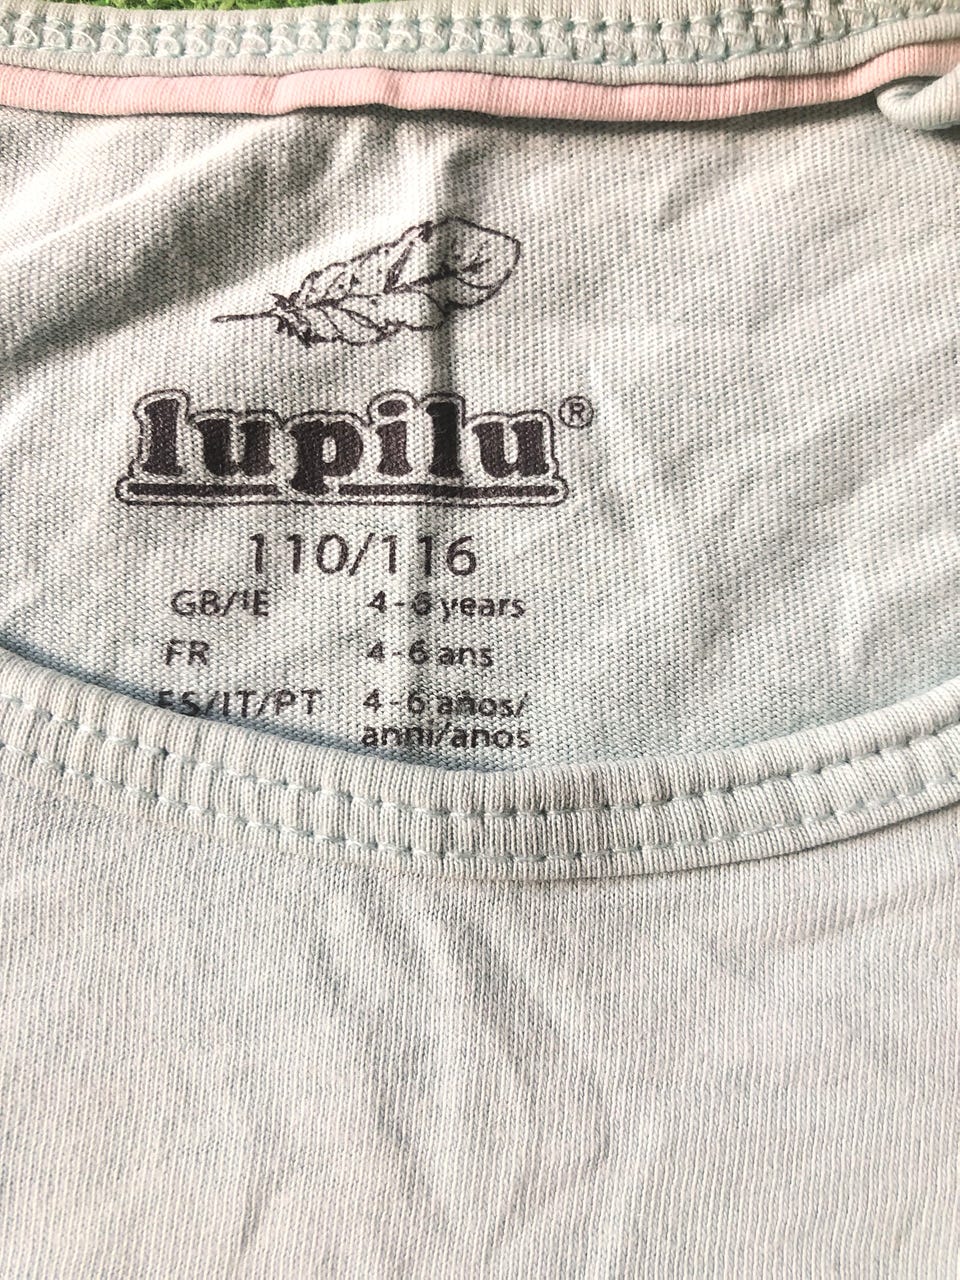 lupilu®
110/116
GB/IE 4-6 years
FR 4-6 ans
ES/IT/PT 4-6 años/
anni/anos